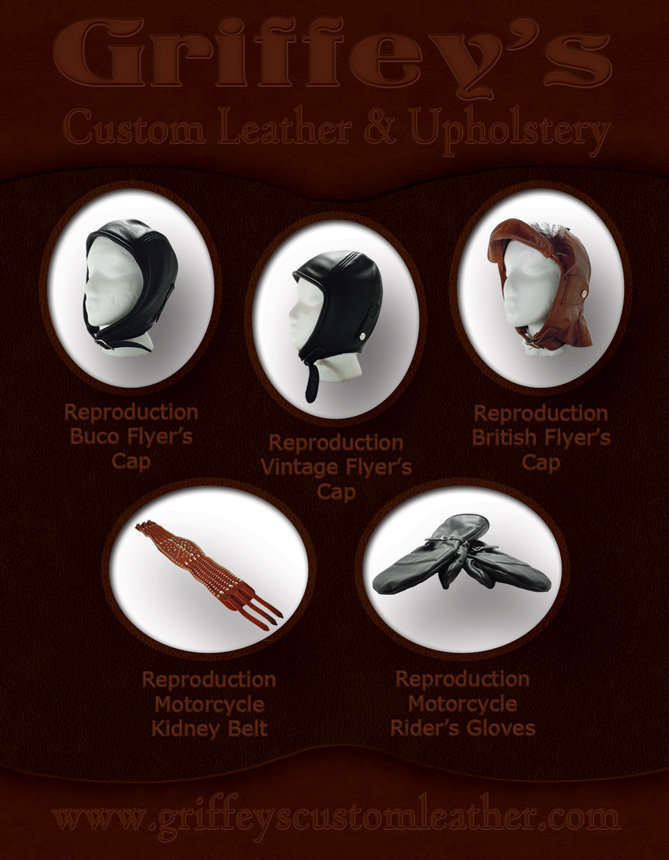 Griffey's
Custom Leather & Upholstery
Reproduction
Buco Flyer's
Cap
Reproduction
Vintage Flyer's
Cap
Reproduction
British Flyer's
Cap
Reproduction
Motorcycle
Kidney Belt
Reproduction
Motorcycle
Rider's Gloves
www.griffeyscustomleather.com